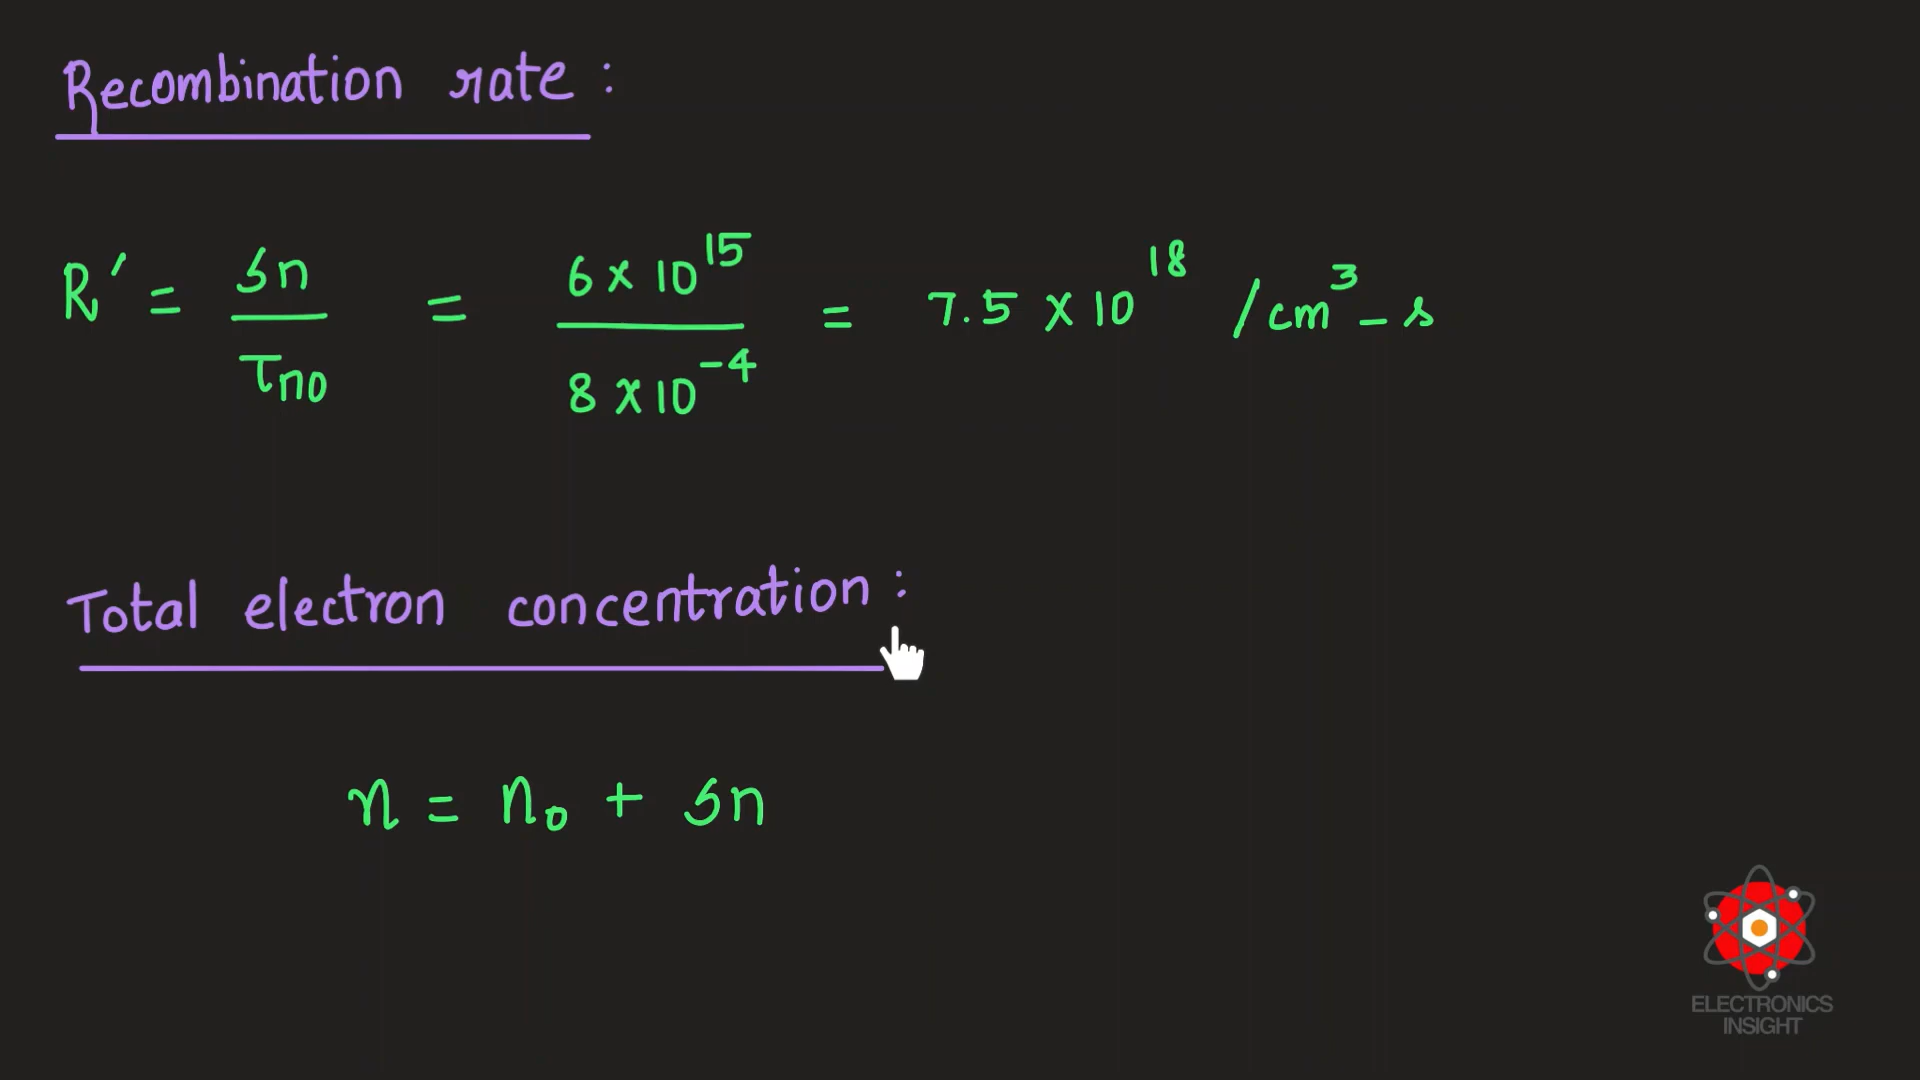 Recombination rate :
R′ = δn / τn0 = 6 × 10^15 / 8 × 10^-4 = 7.5 × 10^18 /cm^3 - s
Total electron concentration :
n = n0 + δn
ELECTRONICS
INSIGHT